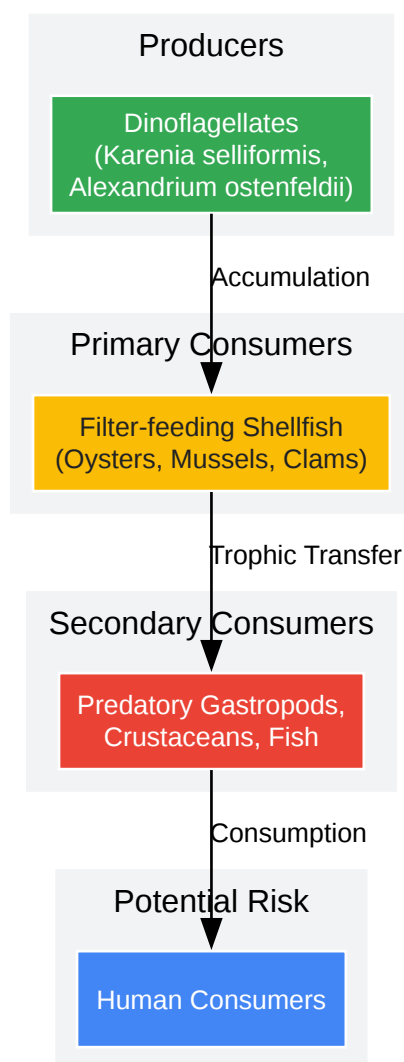 Producers
Dinoflagellates
(Karenia selliformis,
Alexandrium ostenfeldii)
Accumulation
Primary Consumers
Filter-feeding Shellfish
(Oysters, Mussels, Clams)
Trophic Transfer
Secondary Consumers
Predatory Gastropods,
Crustaceans, Fish
Consumption
Potential Risk
Human Consumers